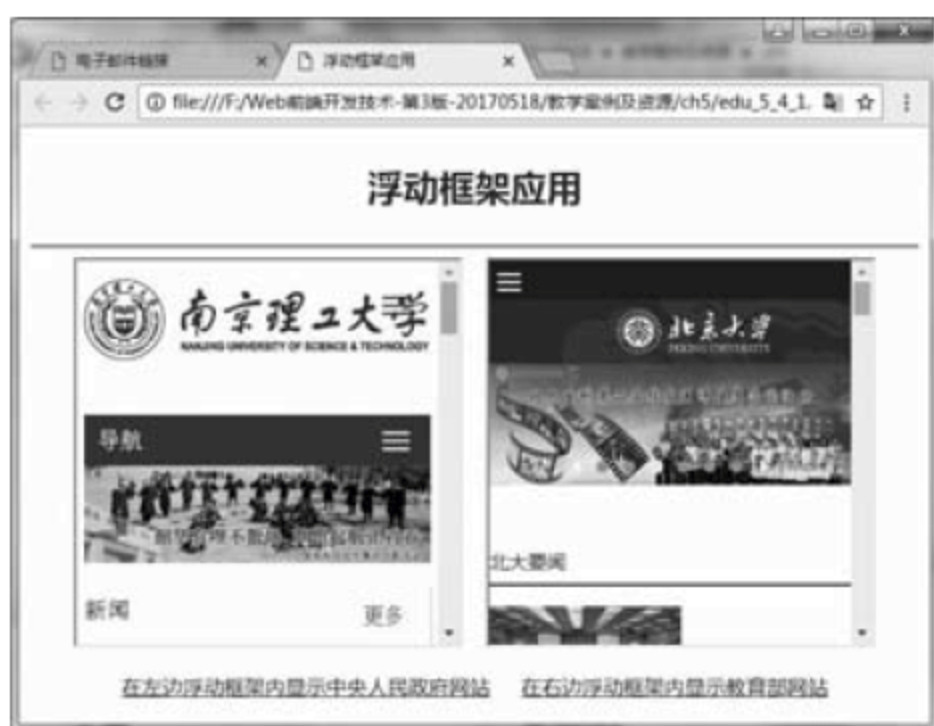 电子邮件链接 × 浮动框架应用 ×
file:///F:/Web前端开发技术-第3版-20170518/教学案例及资源/ch5/edu_5_4_1.
浮动框架应用
南京理工大学
NANJING UNIVERSITY OF SCIENCE & TECHNOLOGY
北京大学
PEKING UNIVERSITY
导航
北大要闻
新闻
更多
在左边浮动框架内显示中央人民政府网站 在右边浮动框架内显示教育部网站